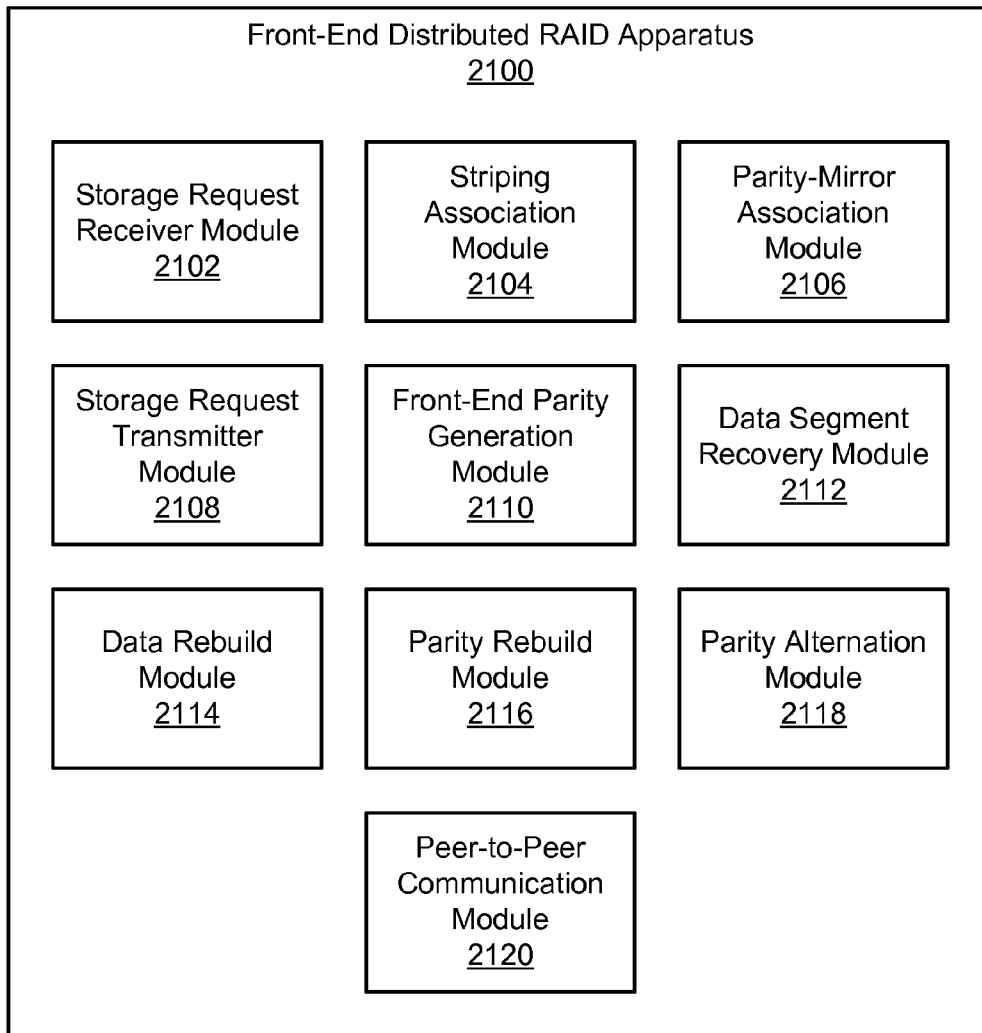 Front-End Distributed RAID Apparatus
2100
Storage Request
Receiver Module
2102
Striping
Association
Module
2104
Parity-Mirror
Association
Module
2106
Storage Request
Transmitter
Module
2108
Front-End Parity
Generation
Module
2110
Data Segment
Recovery Module
2112
Data Rebuild
Module
2114
Parity Rebuild
Module
2116
Parity Alternation
Module
2118
Peer-to-Peer
Communication
Module
2120